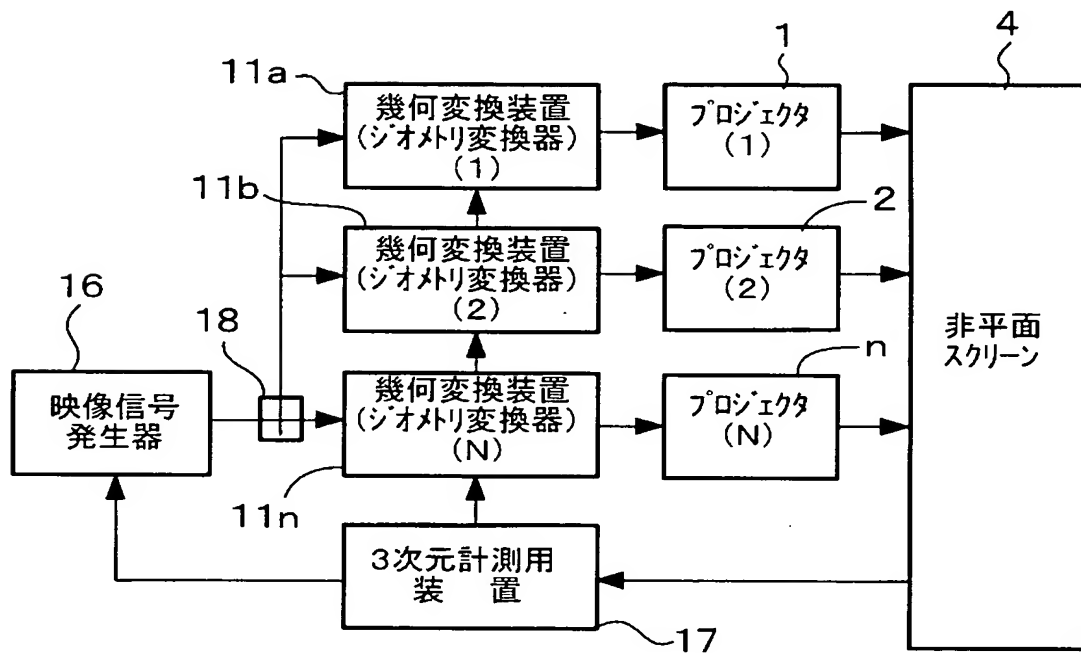 11a
幾何変換装置
(ジオメトリ変換器)
(1)
1
プロジェクタ
(1)
4
11b
幾何変換装置
(ジオメトリ変換器)
(2)
2
プロジェクタ
(2)
非平面
スクリーン
16
映像信号
発生器
18
幾何変換装置
(ジオメトリ変換器)
(N)
11n
n
プロジェクタ
(N)
3次元計測用
装 置
17